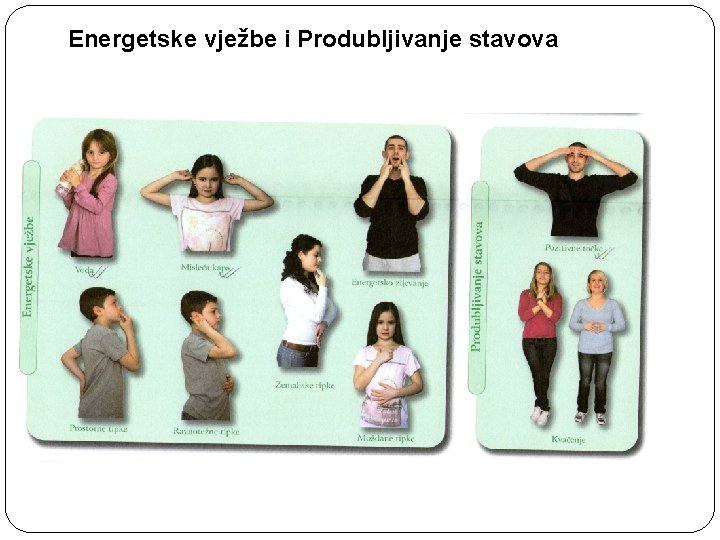 Energetske vježbe i Produbljivanje stavova
Energetske vježbe
Voda
Misleća kapa
Energetsko zijevanje
Zemaljske tipke
Prostorne tipke
Ravnotežne tipke
Moždane tipke
Produbljivanje stavova
Pozitivne točke
Kvačenje